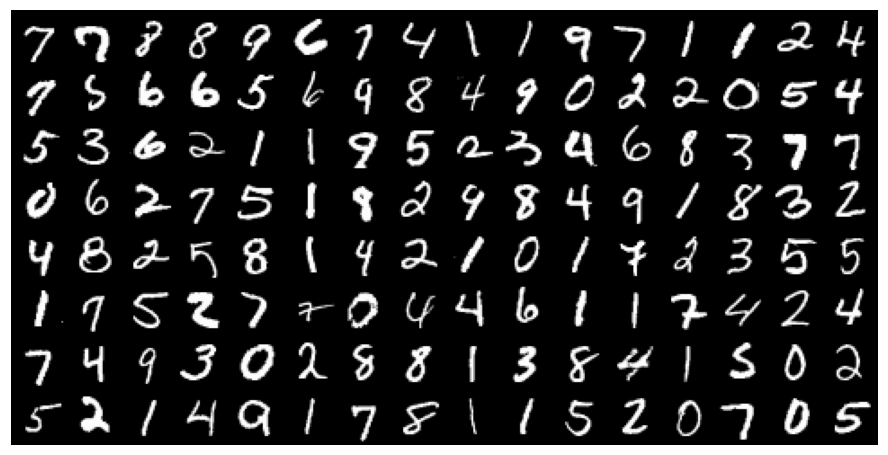 7 7 8 8 9 6 7 4 1 1 9 7 1 1 2 4
7 5 6 6 5 6 9 8 4 9 0 2 2 0 5 4
5 3 6 2 1 1 9 5 2 3 4 6 8 3 7 7
0 6 2 7 5 1 8 2 9 8 4 9 1 8 3 2
4 8 2 5 8 1 4 2 1 0 1 7 2 3 5 5
1 7 5 2 7 7 0 4 4 6 1 1 7 4 2 4
7 4 9 3 0 2 8 8 1 3 8 4 1 5 0 2
5 2 1 4 9 1 7 8 1 1 5 2 0 7 0 5